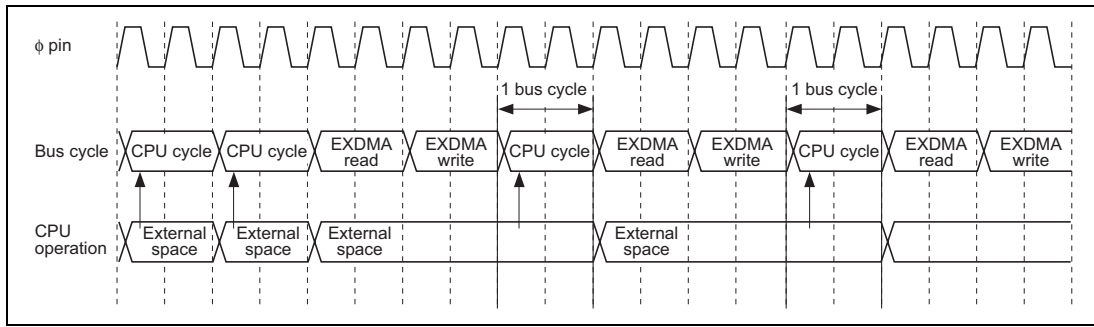 φ pin
1 bus cycle 1 bus cycle
Bus cycle CPU cycle CPU cycle EXDMA read EXDMA write CPU cycle EXDMA read EXDMA write CPU cycle EXDMA read EXDMA write
CPU operation External space External space External space External space